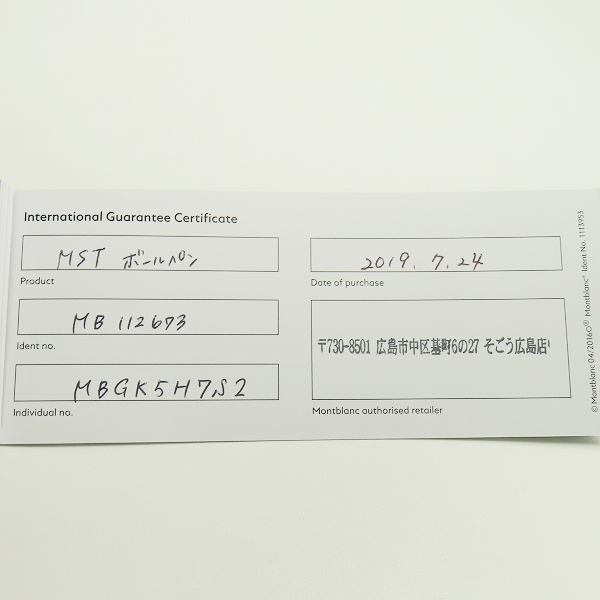 International Guarantee Certificate
MST ボールペン
Product
MB 112673
Ident no.
MBGK5H7S2
Individual no.
2019. 7. 24
Date of purchase
〒730-8501 広島市中区基町6の27 そごう広島店
Montblanc authorised retailer
© Montblanc 04/2016O® Montblanc® Ident No. 1113953